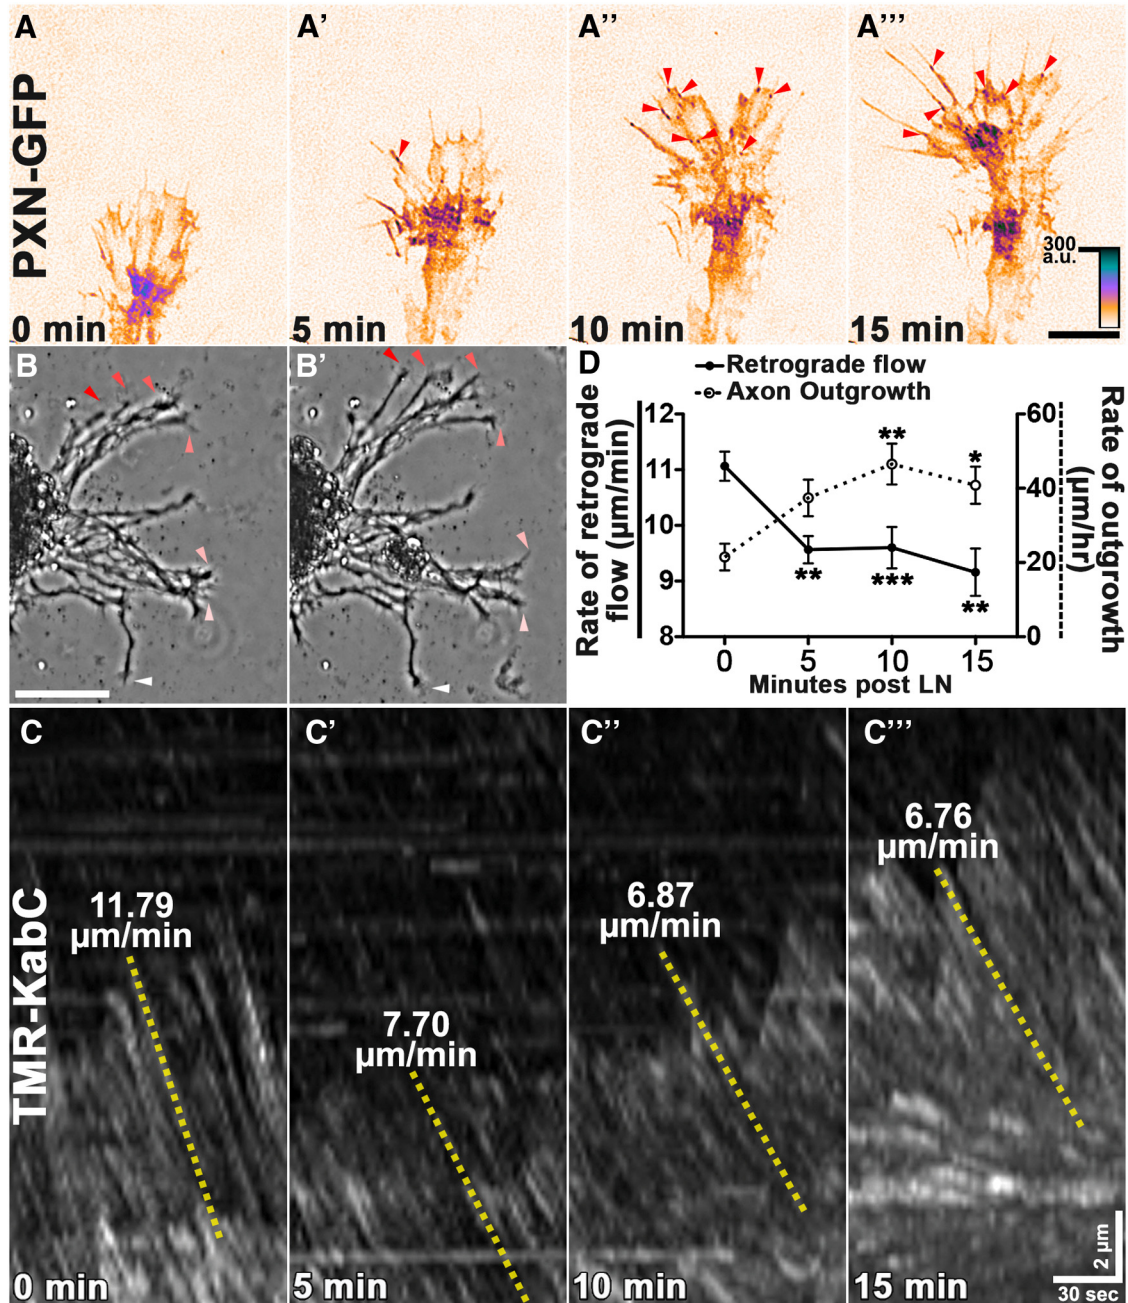 A
A’
A’’
A’’’
PXN-GFP
0 min
5 min
10 min
15 min
300
a.u.
B
B’
D
Retrograde flow
Axon Outgrowth
Rate of retrograde
flow (µm/min)
12
11
10
9
8
**
***
**
**
*
60
40
20
0
Rate of outgrowth
(µm/hr)
0 5 10 15
Minutes post LN
C
C’
C’’
C’’’
TMR-KabC
11.79
µm/min
7.70
µm/min
6.87
µm/min
6.76
µm/min
0 min
5 min
10 min
15 min
2 µm
30 sec